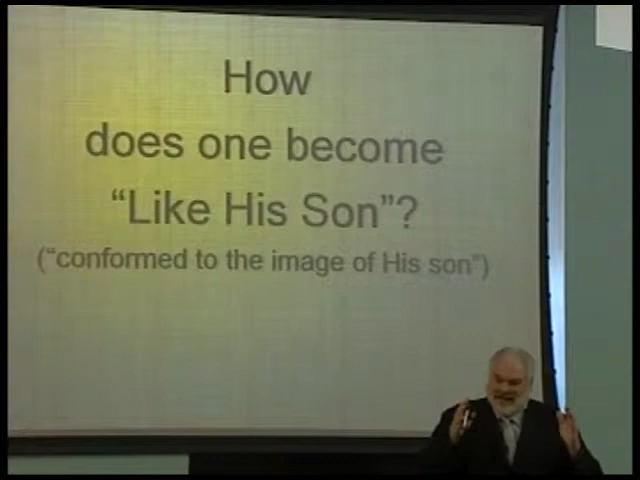 How
does one become
“Like His Son”?
(“conformed to the image of His son”)